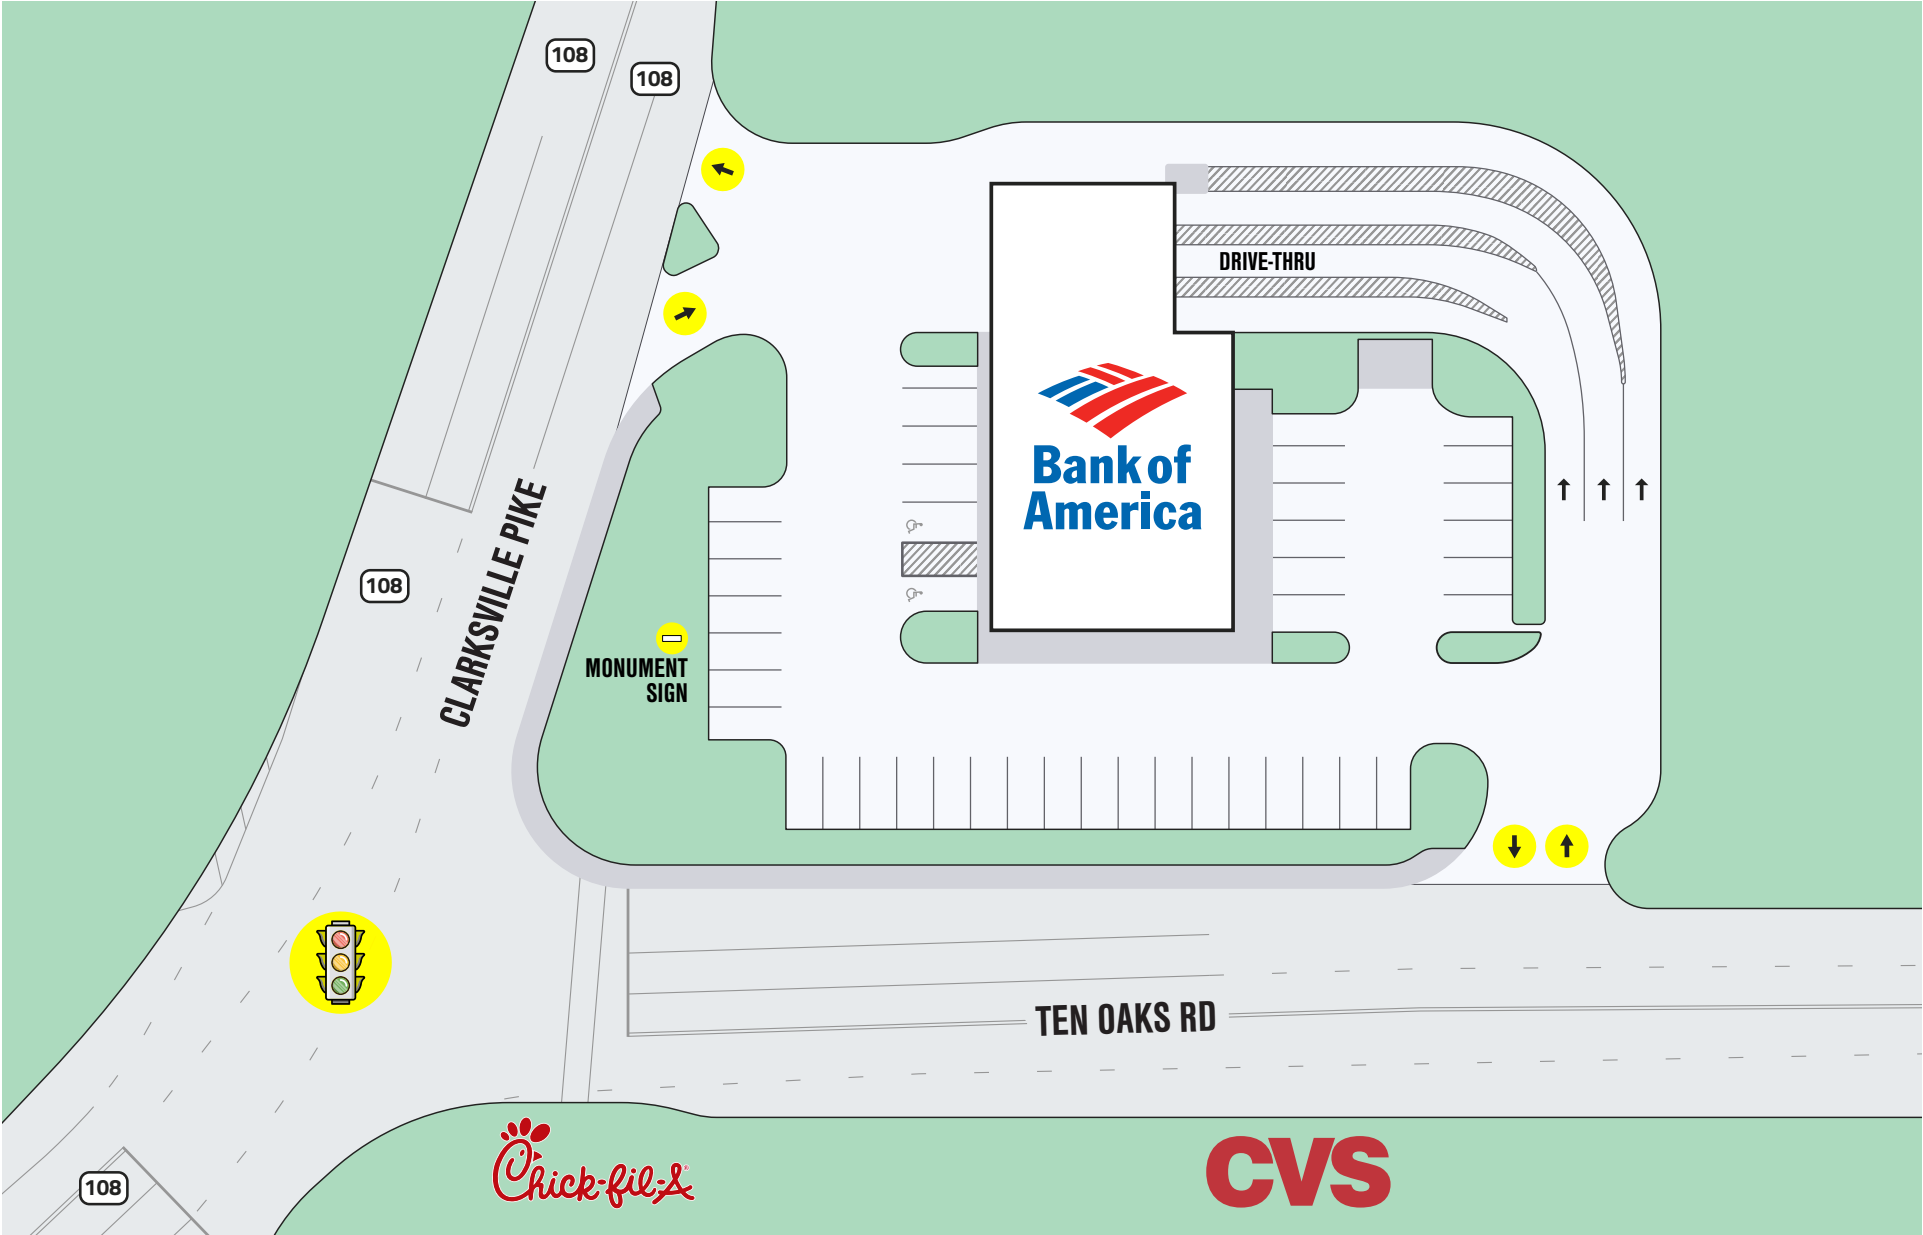 108
108
DRIVE-THRU
Bank of
America
CLARKSVILLE PIKE
108
MONUMENT
SIGN
TEN OAKS RD
Chick-fil-A
CVS
108